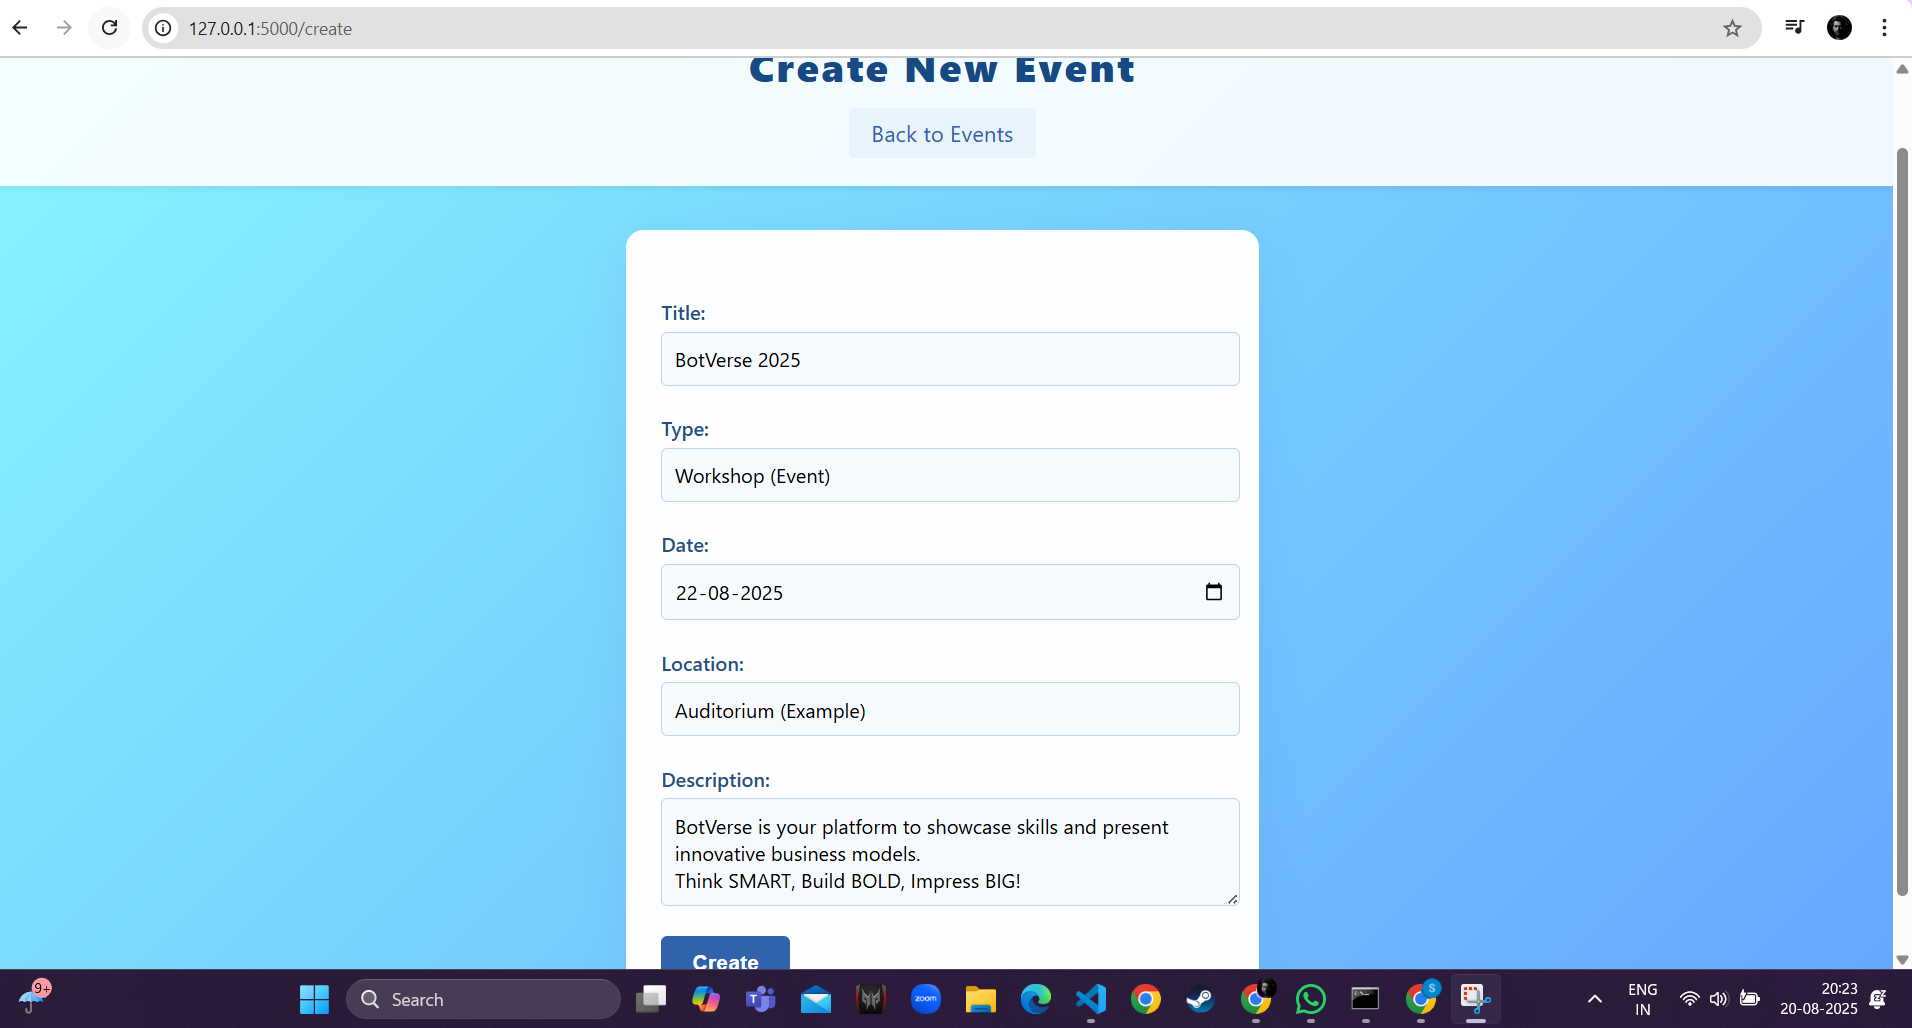 127.0.0.1:5000/create
Create New Event
Back to Events
Title:
BotVerse 2025
Type:
Workshop (Event)
Date:
22-08-2025
Location:
Auditorium (Example)
Description:
BotVerse is your platform to showcase skills and present
innovative business models.
Think SMART, Build BOLD, Impress BIG!
Create
9+
Search
T
zoom
S
ENG
IN
20:23
20-08-2025